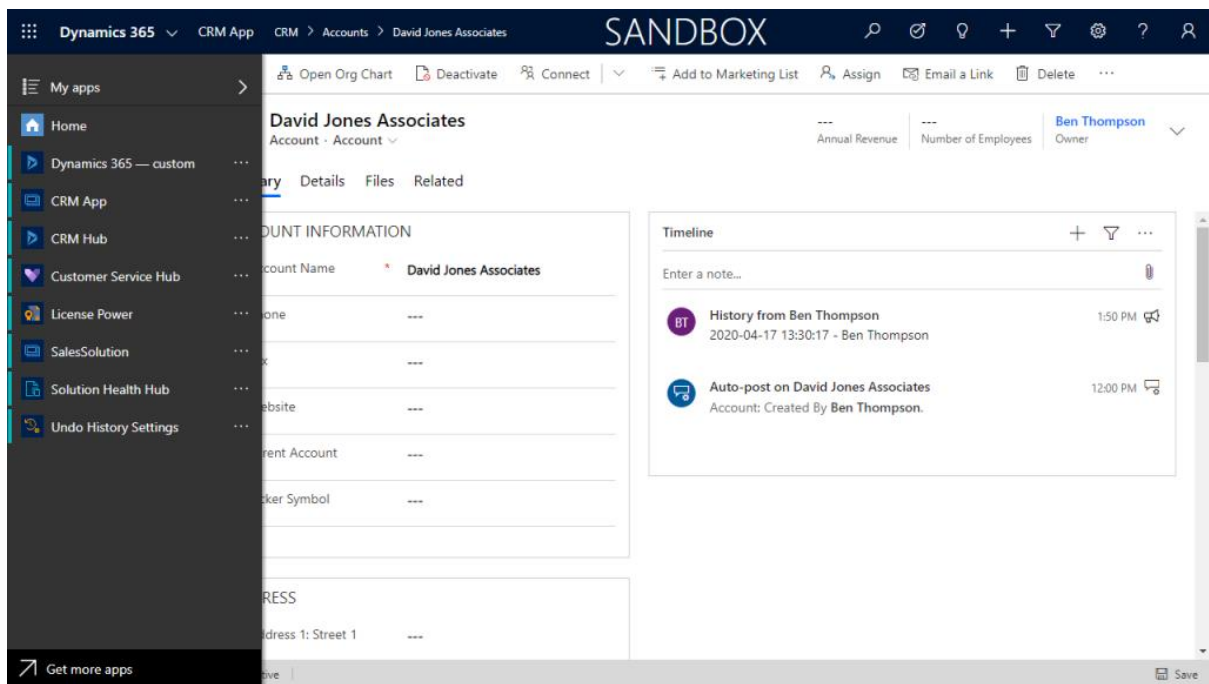 Dynamics 365 CRM App CRM > Accounts > David Jones Associates SANDBOX
My apps
Home
Dynamics 365 — custom
CRM App
CRM Hub
Customer Service Hub
License Power
SalesSolution
Solution Health Hub
Undo History Settings
Get more apps
Open Org Chart Deactivate Connect Add to Marketing List Assign Email a Link Delete
David Jones Associates
Account · Account
--- Annual Revenue
--- Number of Employees
Ben Thompson
Owner
ary Details Files Related
OUNT INFORMATION
count Name * David Jones Associates
one ---
x ---
ebsite ---
rent Account ---
cker Symbol ---
RESS
ddress 1: Street 1 ---
Timeline
Enter a note...
BT History from Ben Thompson 1:50 PM
2020-04-17 13:30:17 - Ben Thompson
Auto-post on David Jones Associates 12:00 PM
Account: Created By Ben Thompson.
tive
Save